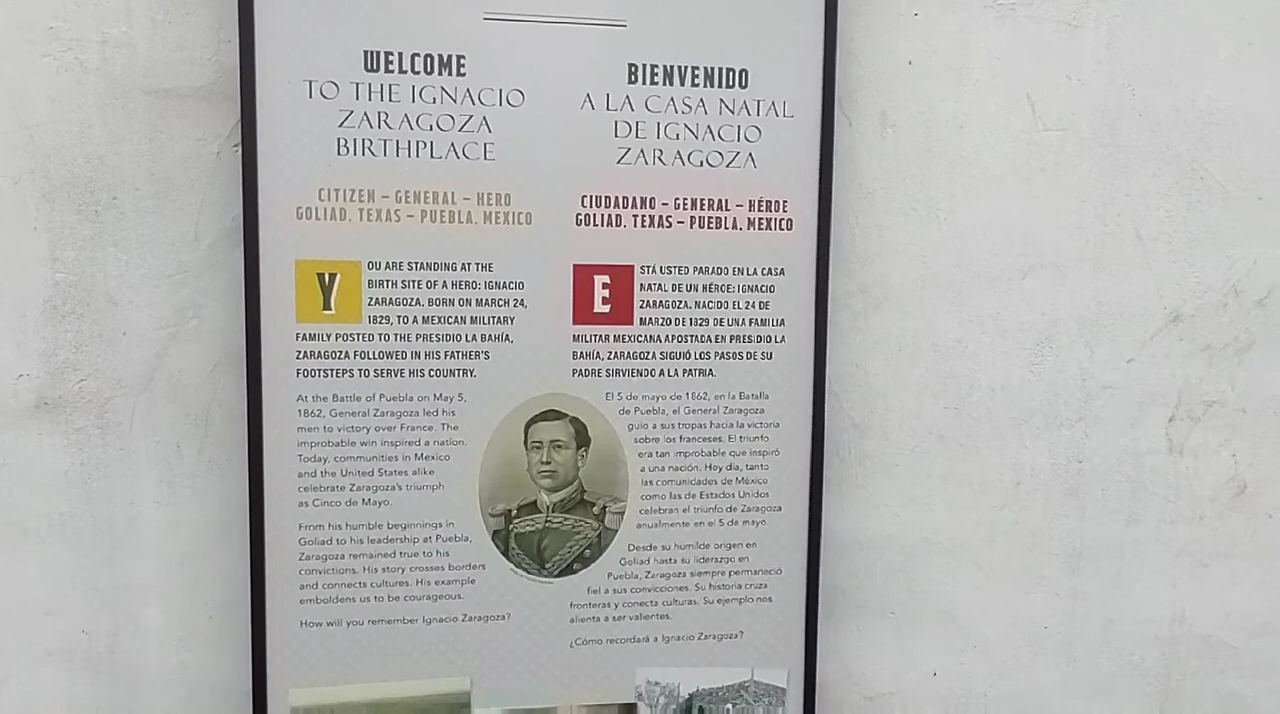 WELCOME
TO THE IGNACIO
ZARAGOZA
BIRTHPLACE
CITIZEN – GENERAL – HERO
GOLIAD, TEXAS – PUEBLA, MEXICO
YOU ARE STANDING AT THE
BIRTH SITE OF A HERO: IGNACIO
ZARAGOZA. BORN ON MARCH 24,
1829, TO A MEXICAN MILITARY
FAMILY POSTED TO THE PRESIDIO LA BAHÍA,
ZARAGOZA FOLLOWED IN HIS FATHER'S
FOOTSTEPS TO SERVE HIS COUNTRY.
At the Battle of Puebla on May 5,
1862, General Zaragoza led his
men to victory over France. The
improbable win inspired a nation.
Today, communities in Mexico
and the United States alike
celebrate Zaragoza's triumph
as Cinco de Mayo.
From his humble beginnings in
Goliad to his leadership at Puebla,
Zaragoza remained true to his
convictions. His story crosses borders
and connects cultures. His example
emboldens us to be courageous.
How will you remember Ignacio Zaragoza?
BIENVENIDO
A LA CASA NATAL
DE IGNACIO
ZARAGOZA
CIUDADANO – GENERAL – HÉROE
GOLIAD, TEXAS – PUEBLA, MEXICO
ESTÁ USTED PARADO EN LA CASA
NATAL DE UN HÉROE: IGNACIO
ZARAGOZA. NACIDO EL 24 DE
MARZO DE 1829 DE UNA FAMILIA
MILITAR MEXICANA APOSTADA EN PRESIDIO LA
BAHÍA, ZARAGOZA SIGUIÓ LOS PASOS DE SU
PADRE SIRVIENDO A LA PATRIA.
El 5 de mayo de 1862, en la Batalla
de Puebla, el General Zaragoza
guio a sus tropas hacia la victoria
sobre los franceses. El triunfo
era tan improbable que inspiró
a una nación. Hoy día, tanto
las comunidades de México
como las de Estados Unidos
celebran el triunfo de Zaragoza
anualmente en el 5 de mayo.
Desde su humilde origen en
Goliad hasta su liderazgo en
Puebla, Zaragoza siempre permaneció
fiel a sus convicciones. Su historia cruza
fronteras y conecta culturas. Su ejemplo nos
alienta a ser valientes.
¿Cómo recordará a Ignacio Zaragoza?